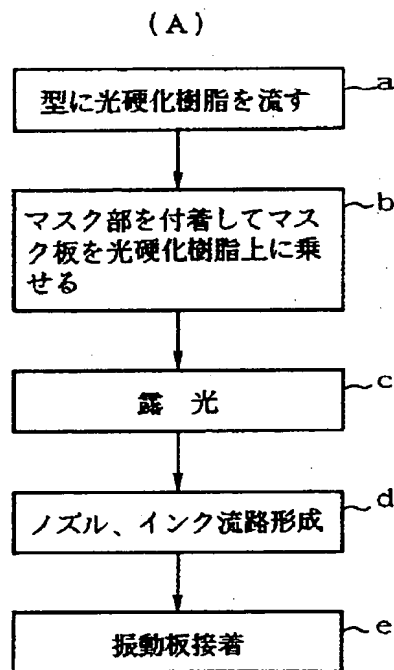 (A)
型に光硬化樹脂を流す a
マスク部を付着してマス b
ク板を光硬化樹脂上に乗
せる
露 光 c
ノズル、インク流路形成 d
振動板接着 e